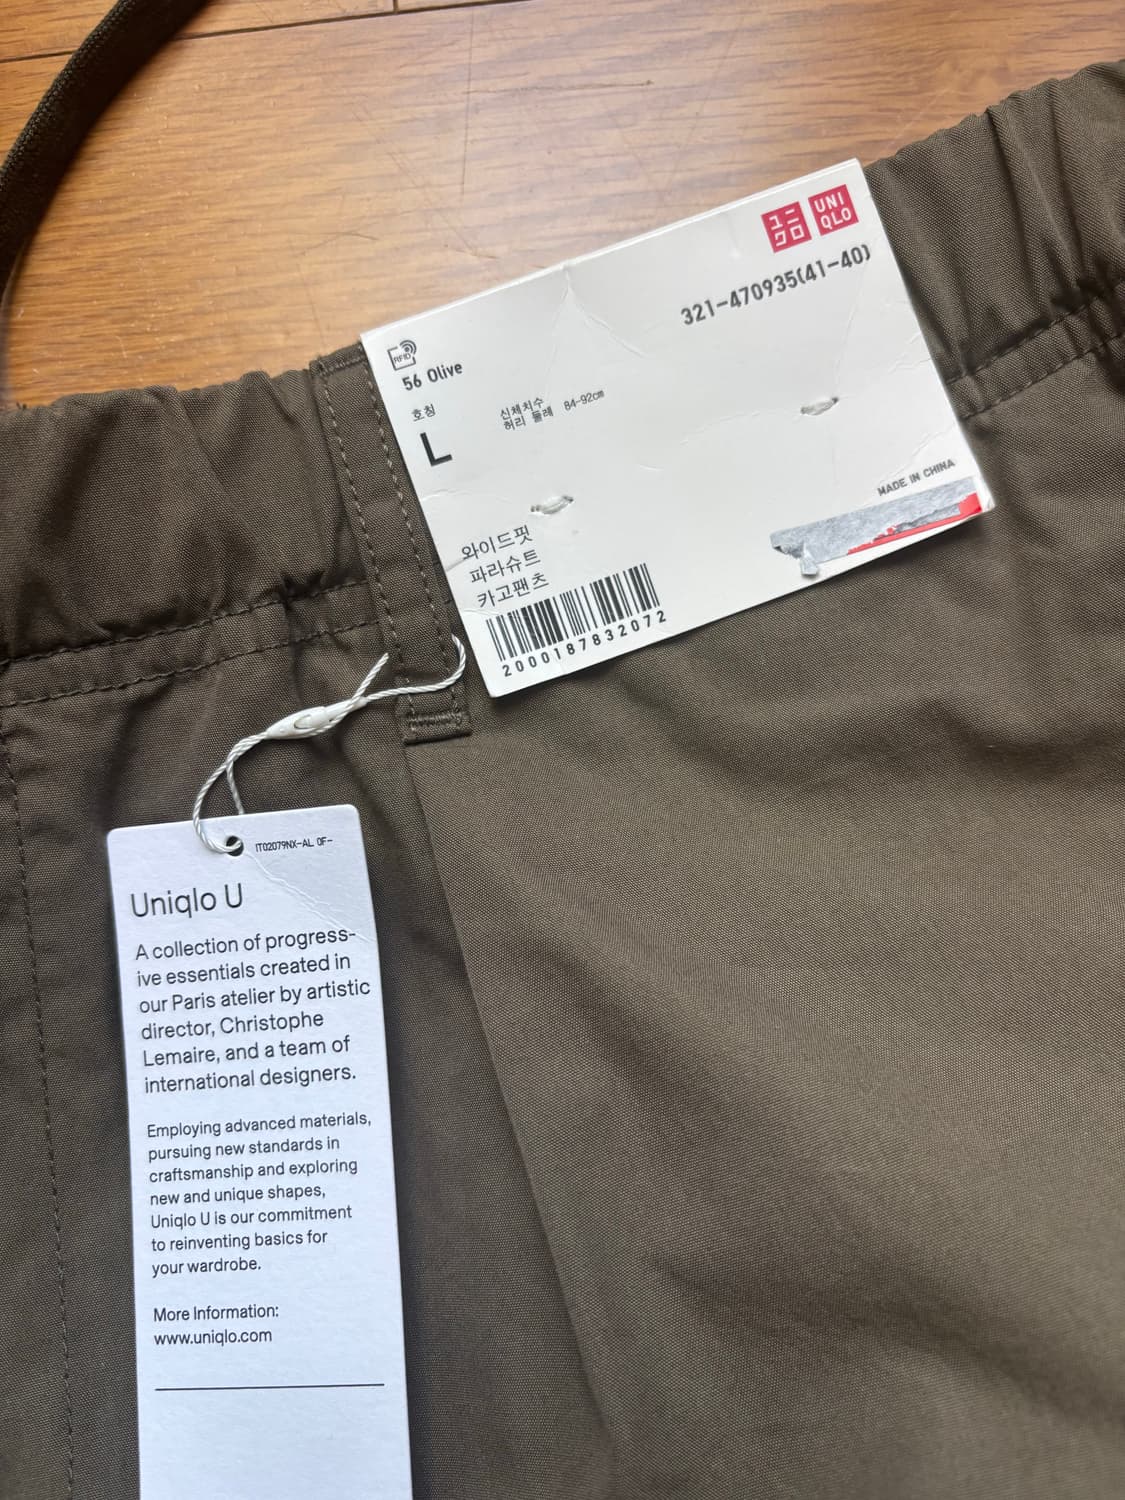 ユニ
クロ
UNI
QLO
321-470935(41-40)
RFID
56 Olive
호칭
L
신체치수
허리 둘레 84-92cm
MADE IN CHINA
와이드핏
파라슈트
카고팬츠
2000187832072
IT02079NX-AL 0F-
Uniqlo U
A collection of progress-
ive essentials created in
our Paris atelier by artistic
director, Christophe
Lemaire, and a team of
international designers.
Employing advanced materials,
pursuing new standards in
craftsmanship and exploring
new and unique shapes,
Uniqlo U is our commitment
to reinventing basics for
your wardrobe.
More Information:
www.uniqlo.com